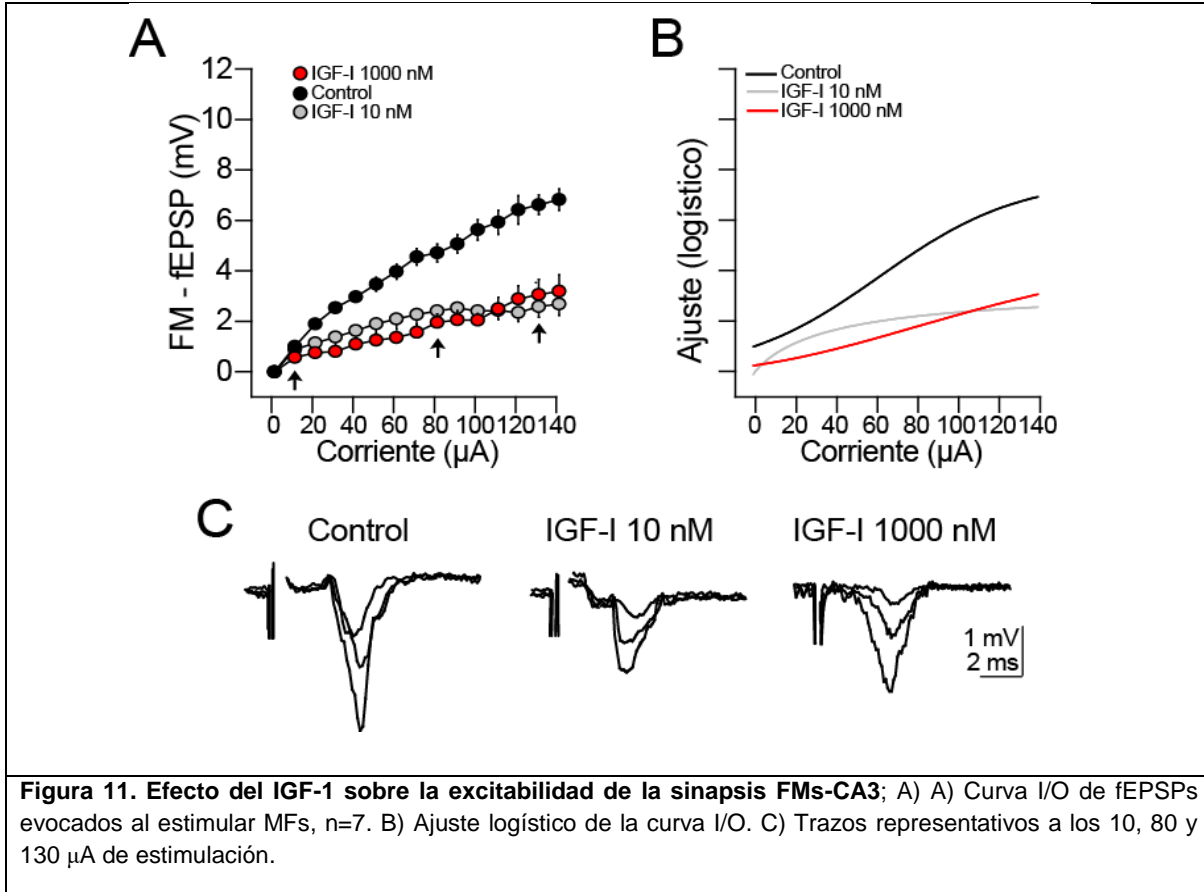 A
12
10
8
6
4
2
0
FM - fEPSP (mV)
IGF-I 1000 nM
Control
IGF-I 10 nM
0 20 40 60 80 100 120 140
Corriente (µA)
B
Ajuste (logístico)
Control
IGF-I 10 nM
IGF-I 1000 nM
0 20 40 60 80 100 120 140
Corriente (µA)
C
Control
IGF-I 10 nM
IGF-I 1000 nM
1 mV
2 ms
Figura 11. Efecto del IGF-1 sobre la excitabilidad de la sinapsis FMs-CA3; A) A) Curva I/O de fEPSPs
evocados al estimular MFs, n=7. B) Ajuste logístico de la curva I/O. C) Trazos representativos a los 10, 80 y
130 µA de estimulación.